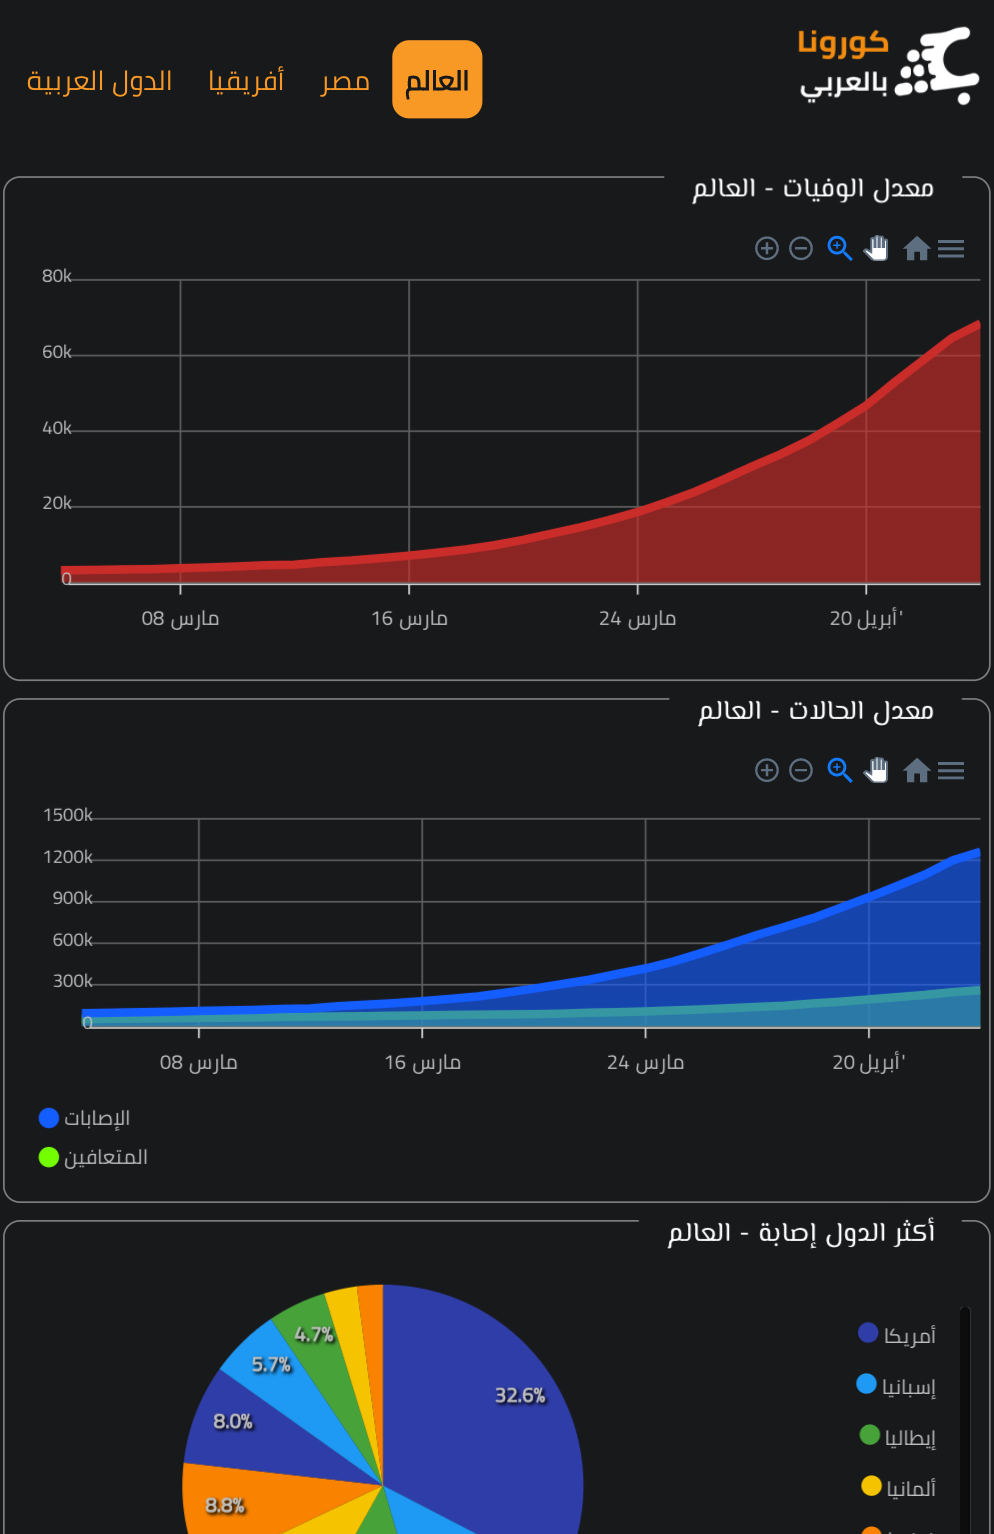 كورونا
بالعربي
العالم
مصر
أفريقيا
الدول العربية
معدل الوفيات - العالم
80k
60k
40k
20k
0
08 مارس
16 مارس
24 مارس
20 أبريل'
معدل الحالات - العالم
1500k
1200k
900k
600k
300k
0
08 مارس
16 مارس
24 مارس
20 أبريل'
الإصابات
المتعافين
أكثر الدول إصابة - العالم
4.7%
5.7%
8.0%
8.8%
32.6%
أمريكا
إسبانيا
إيطاليا
ألمانيا